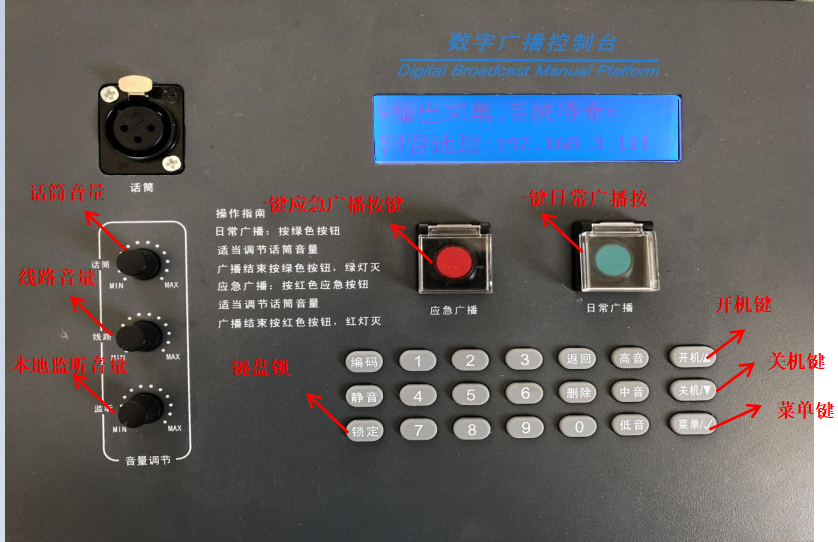 数字广播控制台
Digital Broadcast Manual Platform
输出采集,系统待命
话筒
话筒音量
线路音量
本地监听音量
话筒
MIN
MAX
线路
MIN
MAX
监听
MIN
MAX
音量调节
操作指南
日常广播：按绿色按钮
适当调节话筒音量
广播结束按绿色按钮，绿灯灭
应急广播：按红色应急按钮
适当调节话筒音量
广播结束按红色按钮，红灯灭
一键应急广播按键
一键日常广播按
应急广播
日常广播
键盘锁
开机键
关机键
菜单键
编码 1 2 3 返回 高音 开机/▲
静音 4 5 6 删除 中音 关机/▼
锁定 7 8 9 0 低音 菜单/✓